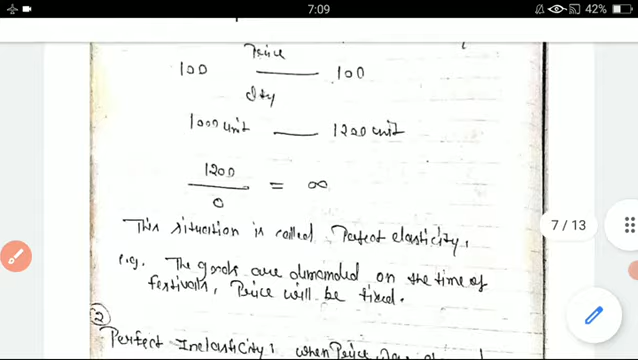 7:09
42%
Price
100 —— 100
Qty
1000 unit —— 1200 unit
1200
0
= ∞
This situation is called Perfect elasticity.
e.g. The goods are demanded on the time of
festivals, Price will be fixed.
7 / 13
2
Perfect Inelasticity: when Price